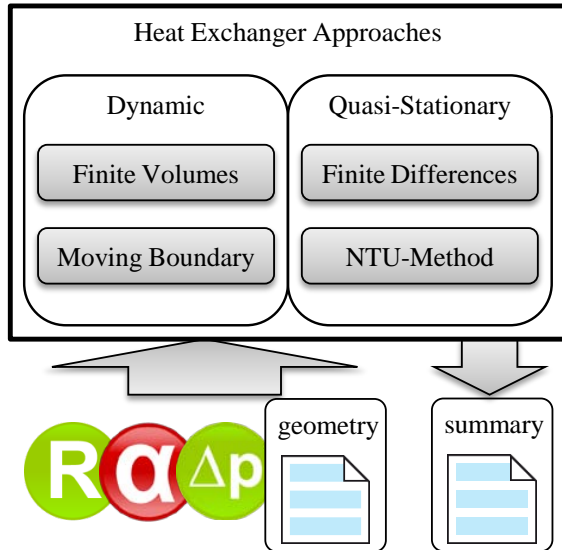 Heat Exchanger Approaches
Dynamic
Quasi-Stationary
Finite Volumes
Finite Differences
Moving Boundary
NTU-Method
R α Δp
geometry
summary